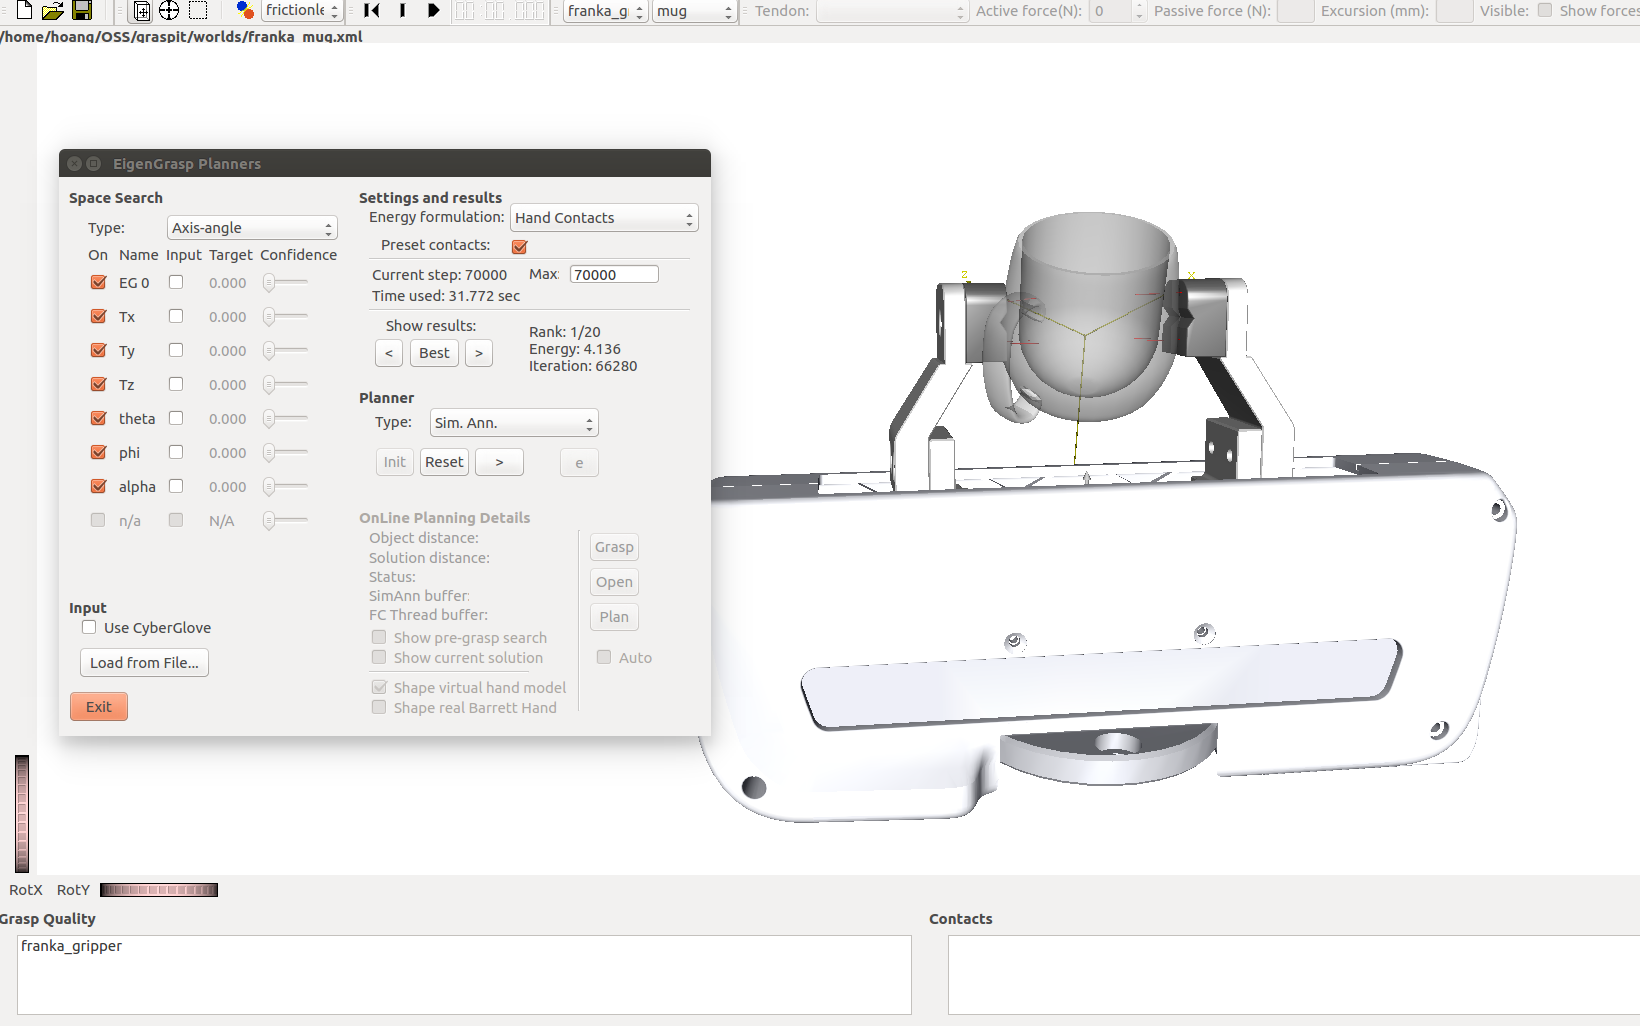 frictionle franka_g mug Tendon: Active force(N): 0 Passive force (N): Excursion (mm): Visible: Show forces
/home/hoang/OSS/graspit/worlds/franka_mug.xml
EigenGrasp Planners
Space Search
Type: Axis-angle
On Name Input Target Confidence
EG 0 0.000
Tx 0.000
Ty 0.000
Tz 0.000
theta 0.000
phi 0.000
alpha 0.000
n/a N/A
Input
Use CyberGlove
Load from File...
Exit
Settings and results
Energy formulation: Hand Contacts
Preset contacts:
Current step: 70000 Max: 70000
Time used: 31.772 sec
Show results:
< Best >
Rank: 1/20
Energy: 4.136
Iteration: 66280
Planner
Type: Sim. Ann.
Init Reset > e
OnLine Planning Details
Object distance:
Solution distance:
Status:
SimAnn buffer:
FC Thread buffer:
Show pre-grasp search
Show current solution
Shape virtual hand model
Shape real Barrett Hand
Grasp
Open
Plan
Auto
z
x
RotX RotY
Grasp Quality
franka_gripper
Contacts